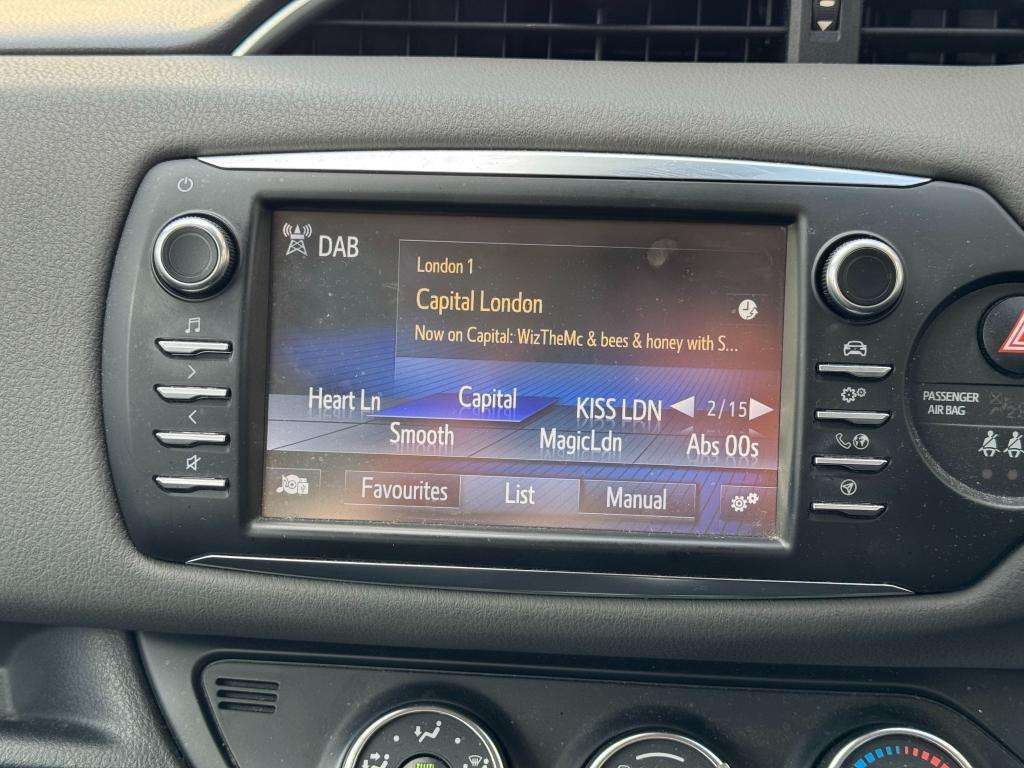 DAB
London 1
Capital London
Now on Capital: WizTheMc & bees & honey with S...
Heart Ln Capital KISS LDN 2/15
Smooth MagicLdn Abs 00s
Favourites List Manual
PASSENGER
AIR BAG